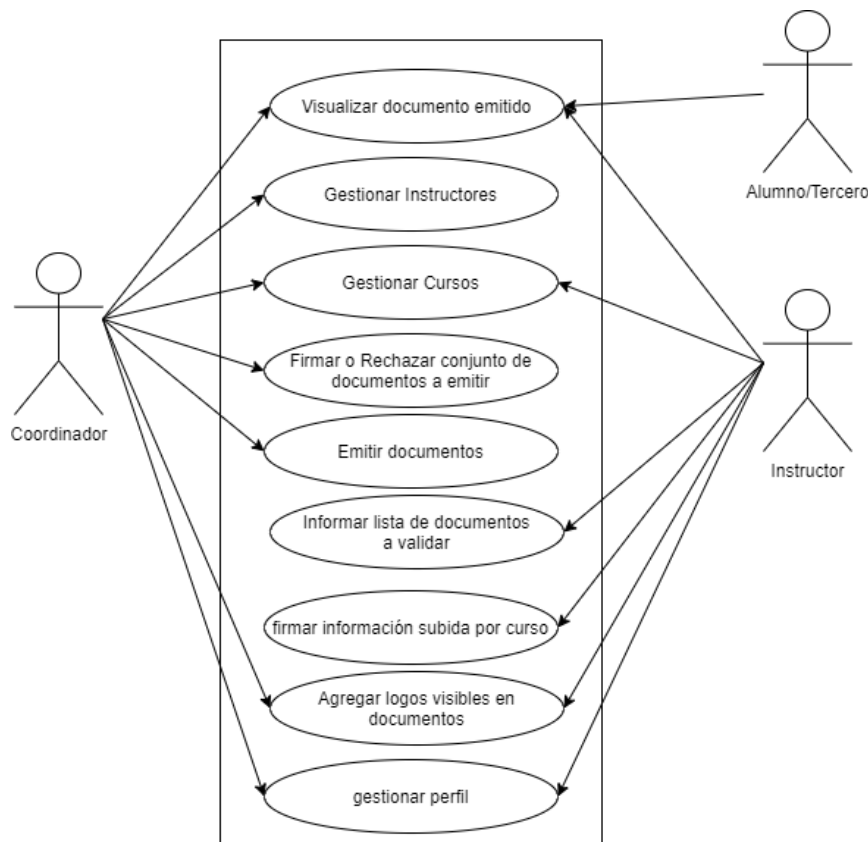 Visualizar documento emitido
Alumno/Tercero
Gestionar Instructores
Gestionar Cursos
Firmar o Rechazar conjunto de
documentos a emitir
Coordinador
Emitir documentos
Instructor
Informar lista de documentos
a validar
firmar información subida por curso
Agregar logos visibles en
documentos
gestionar perfil